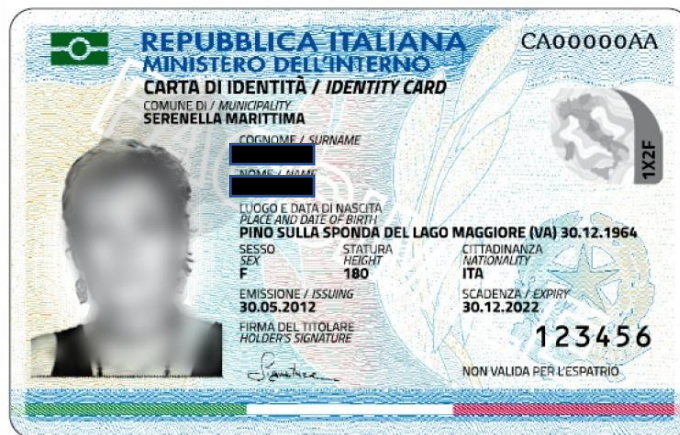 REPUBBLICA ITALIANA
CA00000AA
MINISTERO DELL'INTERNO
CARTA DI IDENTITÀ / IDENTITY CARD
COMUNE DI / MUNICIPALITY
SERENELLA MARITTIMA
COGNOME / SURNAME
NOME / NAME
1X2F
LUOGO E DATA DI NASCITA
PLACE AND DATE OF BIRTH
PINO SULLA SPONDA DEL LAGO MAGGIORE (VA) 30.12.1964
SESSO STATURA CITTADINANZA
SEX HEIGHT NATIONALITY
F 180 ITA
EMISSIONE / ISSUING SCADENZA / EXPIRY
30.05.2012 30.12.2022
FIRMA DEL TITOLARE
HOLDER'S SIGNATURE
123456
Signature
NON VALIDA PER L'ESPATRIO